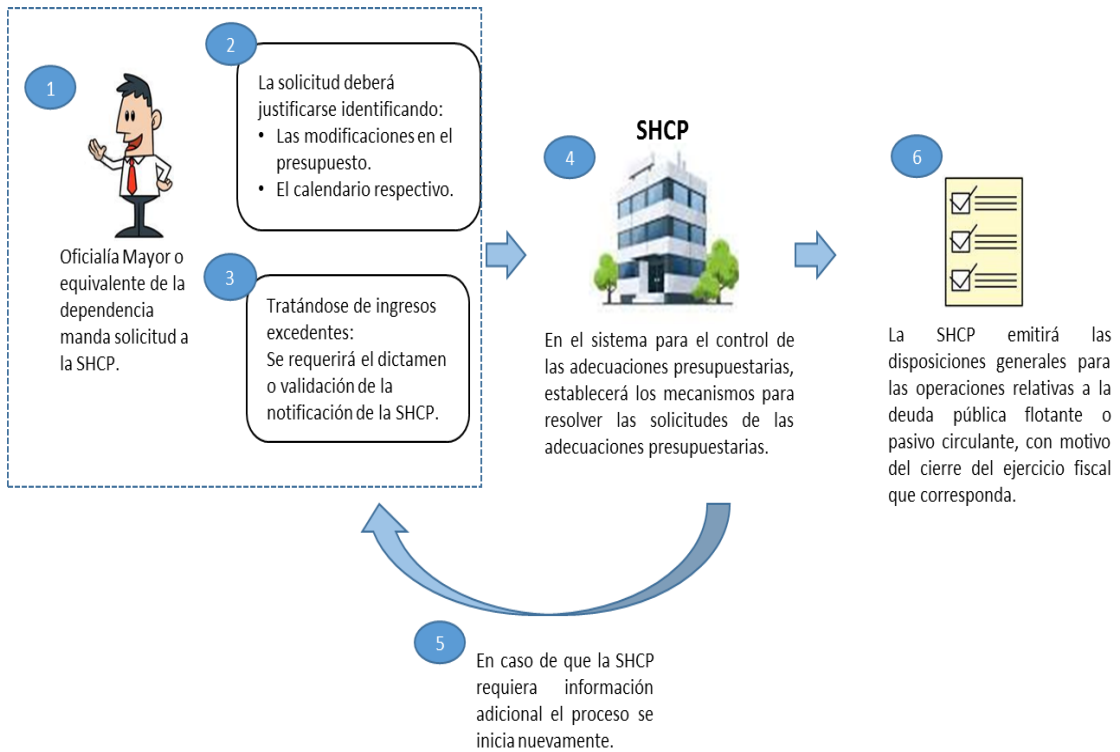 1
Oficialía Mayor o
equivalente de la
dependencia
manda solicitud a
la SHCP.
2
La solicitud deberá
justificarse identificando:
• Las modificaciones en el
presupuesto.
• El calendario respectivo.
3
Tratándose de ingresos
excedentes:
Se requerirá el dictamen
o validación de la
notificación de la SHCP.
4
SHCP
En el sistema para el control de
las adecuaciones presupuestarias,
establecerá los mecanismos para
resolver las solicitudes de las
adecuaciones presupuestarias.
5
En caso de que la SHCP
requiera información
adicional el proceso se
inicia nuevamente.
6
La SHCP emitirá las
disposiciones generales para
las operaciones relativas a la
deuda pública flotante o
pasivo circulante, con motivo
del cierre del ejercicio fiscal
que corresponda.